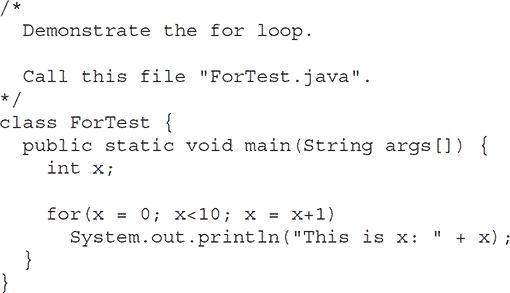 /*
  Demonstrate the for loop.

  Call this file "ForTest.java".
*/
class ForTest {
  public static void main(String args[]) {
    int x;

    for(x = 0; x<10; x = x+1)
      System.out.println("This is x: " + x);
  }
}